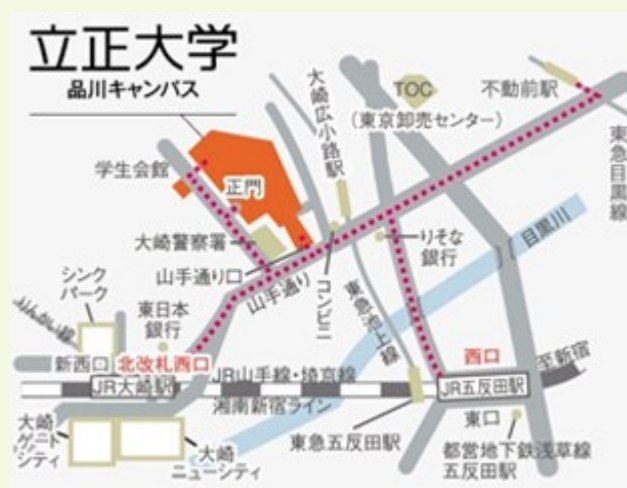 立正大学
品川キャンパス
学生会館
正門
大崎警察署
山手通り口
山手通り
コンビニ
大崎広小路駅
TOC
(東京卸売センター)
不動前駅
東急目黒線
目黒川
りそな
銀行
東急池上線
シンク
パーク
りんかい線
東日本
銀行
新西口
北改札西口
JR大崎駅
JR山手線・埼京線
湘南新宿ライン
西口
至新宿
JR五反田駅
東口
大崎
ゲートシティ
大崎
ニューシティ
東急五反田駅
都営地下鉄浅草線
五反田駅